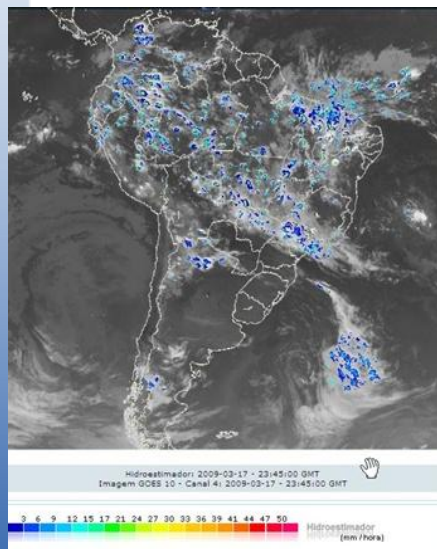 Hidroestimador: 2009-03-17 - 23:45:00 GMT
Imagem GOES 10 - Canal 4: 2009-03-17 - 23:45:00 GMT
3 6 9 12 15 17 21 24 27 30 33 36 39 41 44 47 50
Hidroestimador
(mm / hora)